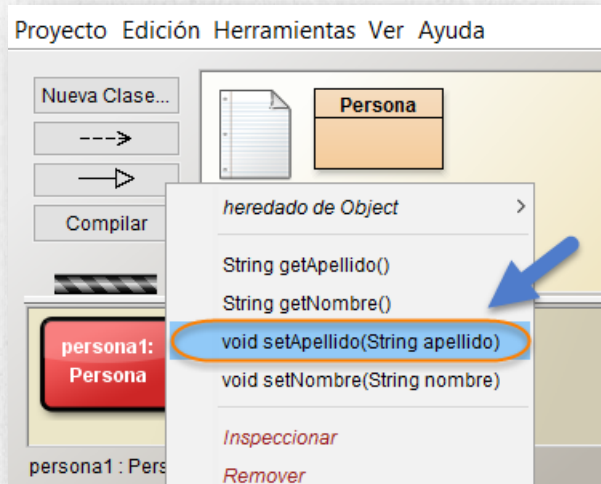 Proyecto Edición Herramientas Ver Ayuda
Nueva Clase...
Compilar
Persona
heredado de Object
String getApellido()
String getNombre()
void setApellido(String apellido)
void setNombre(String nombre)
Inspeccionar
Remover
persona1:
Persona
persona1 : Pers